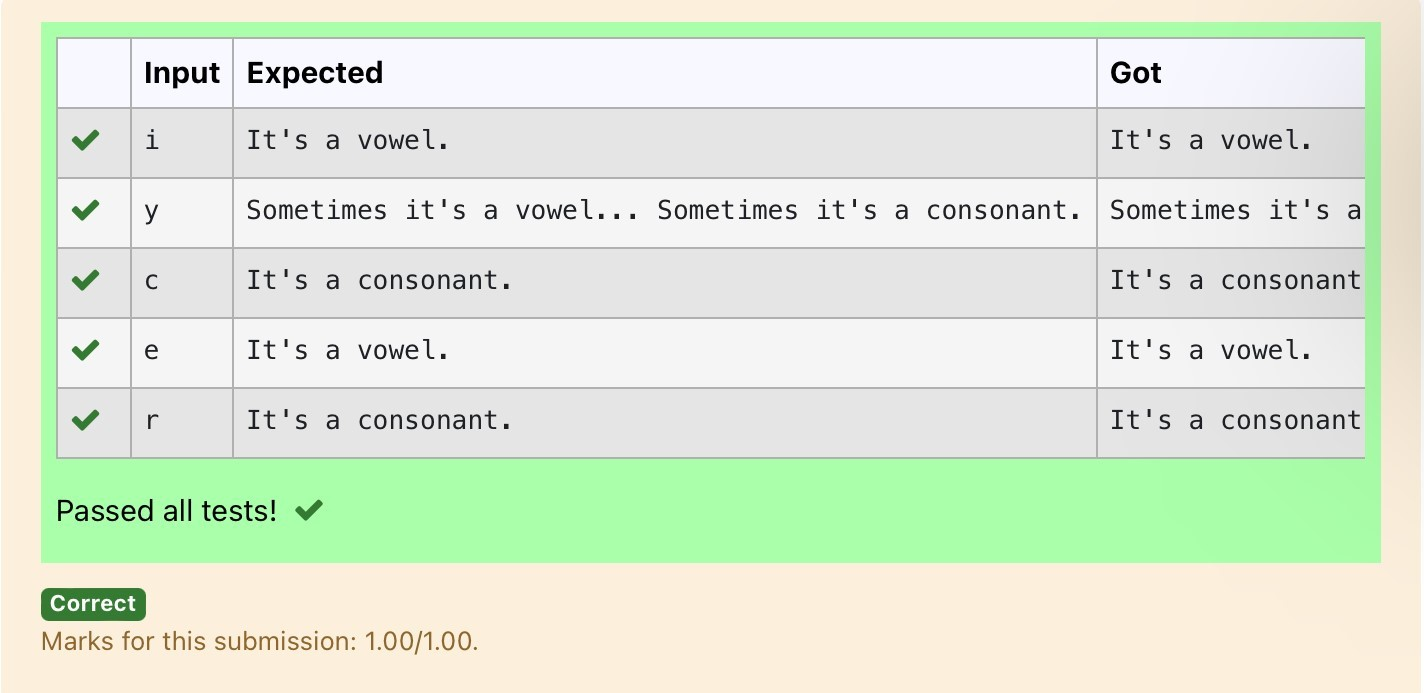 Input Expected Got
i It's a vowel. It's a vowel.
y Sometimes it's a vowel... Sometimes it's a consonant. Sometimes it's a
c It's a consonant. It's a consonant
e It's a vowel. It's a vowel.
r It's a consonant. It's a consonant
Passed all tests!
Correct
Marks for this submission: 1.00/1.00.